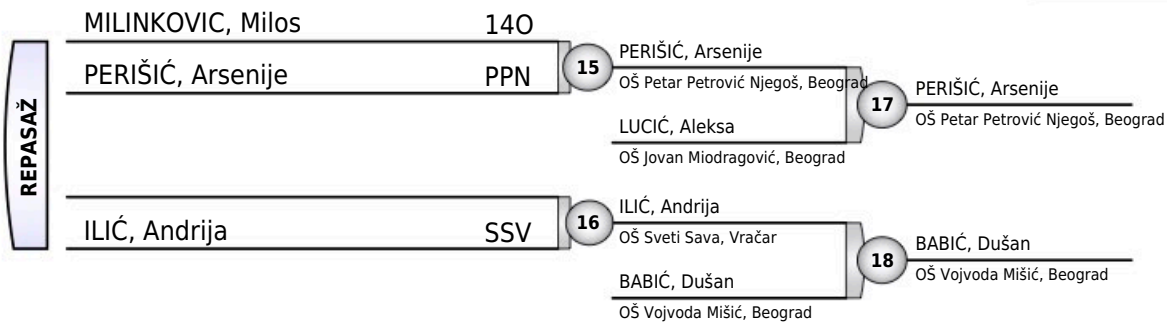 REPASAŽ
MILINKOVIC, Milos 14O
PERIŠIĆ, Arsenije PPN
15
PERIŠIĆ, Arsenije
OŠ Petar Petrović Njegoš, Beograd
LUCIĆ, Aleksa
OŠ Jovan Miodragović, Beograd
17
PERIŠIĆ, Arsenije
OŠ Petar Petrović Njegoš, Beograd
ILIĆ, Andrija SSV
16
ILIĆ, Andrija
OŠ Sveti Sava, Vračar
BABIĆ, Dušan
OŠ Vojvoda Mišić, Beograd
18
BABIĆ, Dušan
OŠ Vojvoda Mišić, Beograd